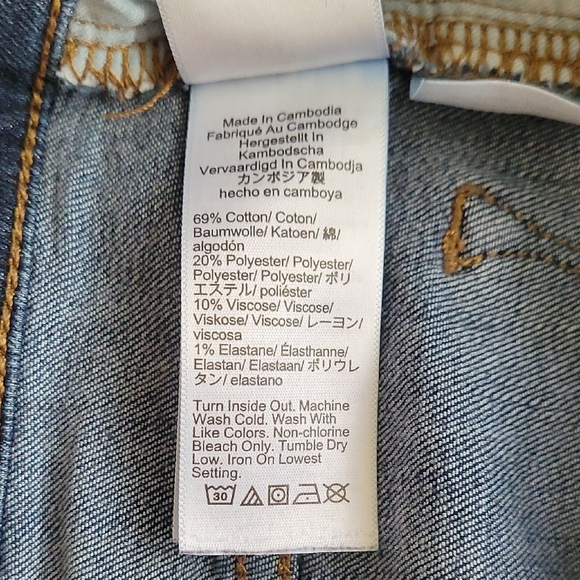 Made In Cambodia
Fabriqué Au Cambodge
Hergestellt In
Kambodscha
Vervaardigd In Cambodja
カンボジア製
hecho en camboya
69% Cotton/ Coton/
Baumwolle/ Katoen/ 綿/
algodón
20% Polyester/ Polyester/
Polyester/ Polyester/ ポリ
エステル/ poliéster
10% Viscose/ Viscose/
Viskose/ Viscose/ レーヨン/
viscosa
1% Elastane/ Élasthanne/
Elastan/ Elastaan/ ポリウレ
タン/ elastano
Turn Inside Out. Machine
Wash Cold. Wash With
Like Colors. Non-chlorine
Bleach Only. Tumble Dry
Low. Iron On Lowest
Setting.
30